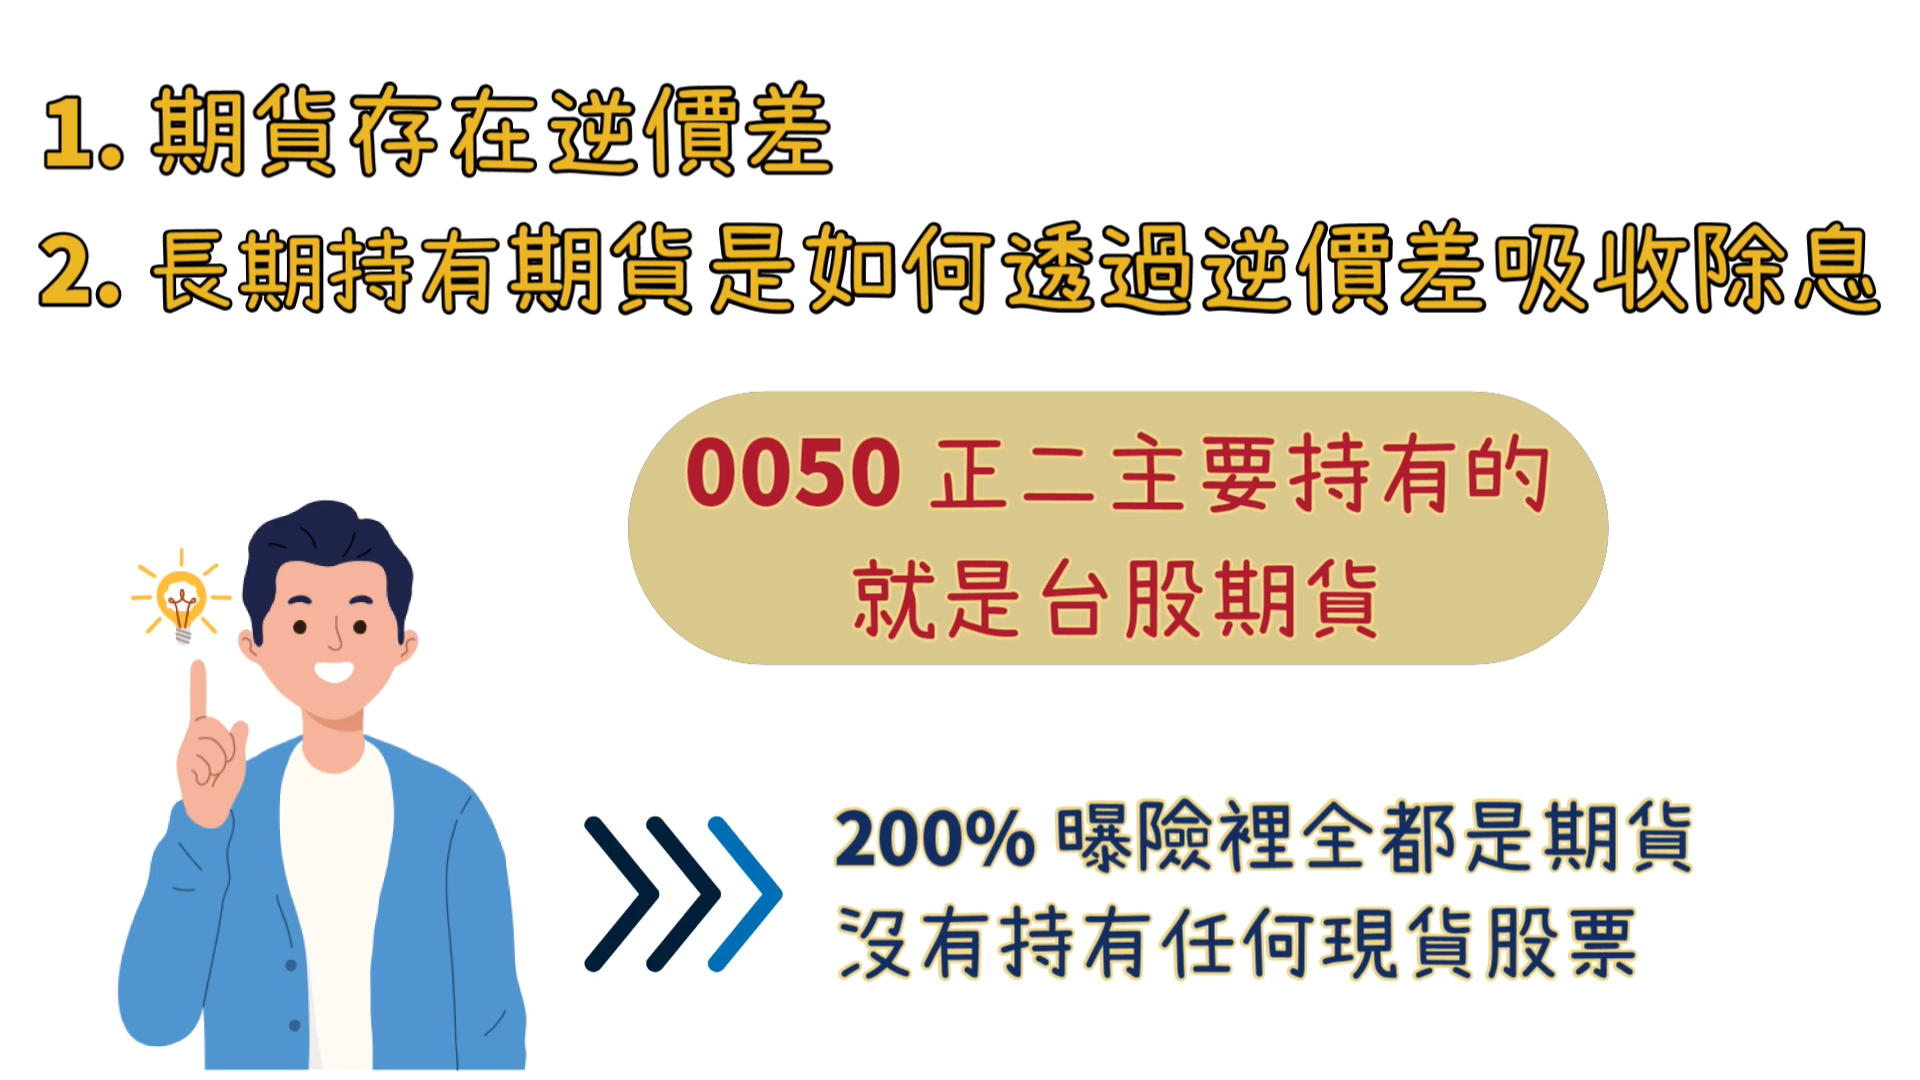 1. 期貨存在逆價差
2. 長期持有期貨是如何透過逆價差吸收除息
0050 正二主要持有的
就是台股期貨
200% 曝險裡全都是期貨
沒有持有任何現貨股票